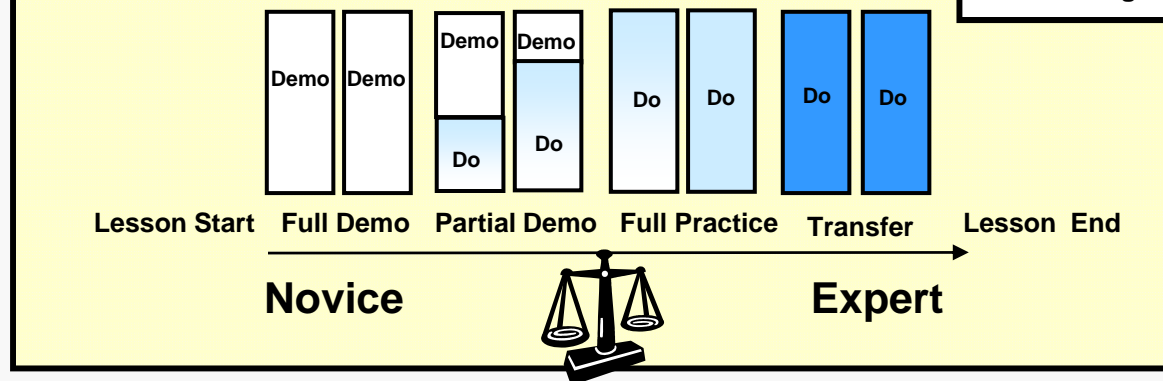 Demo Demo
Demo Demo
Do Do
Do Do
Do Do
Lesson Start Full Demo Partial Demo Full Practice Transfer Lesson End
Novice Expert